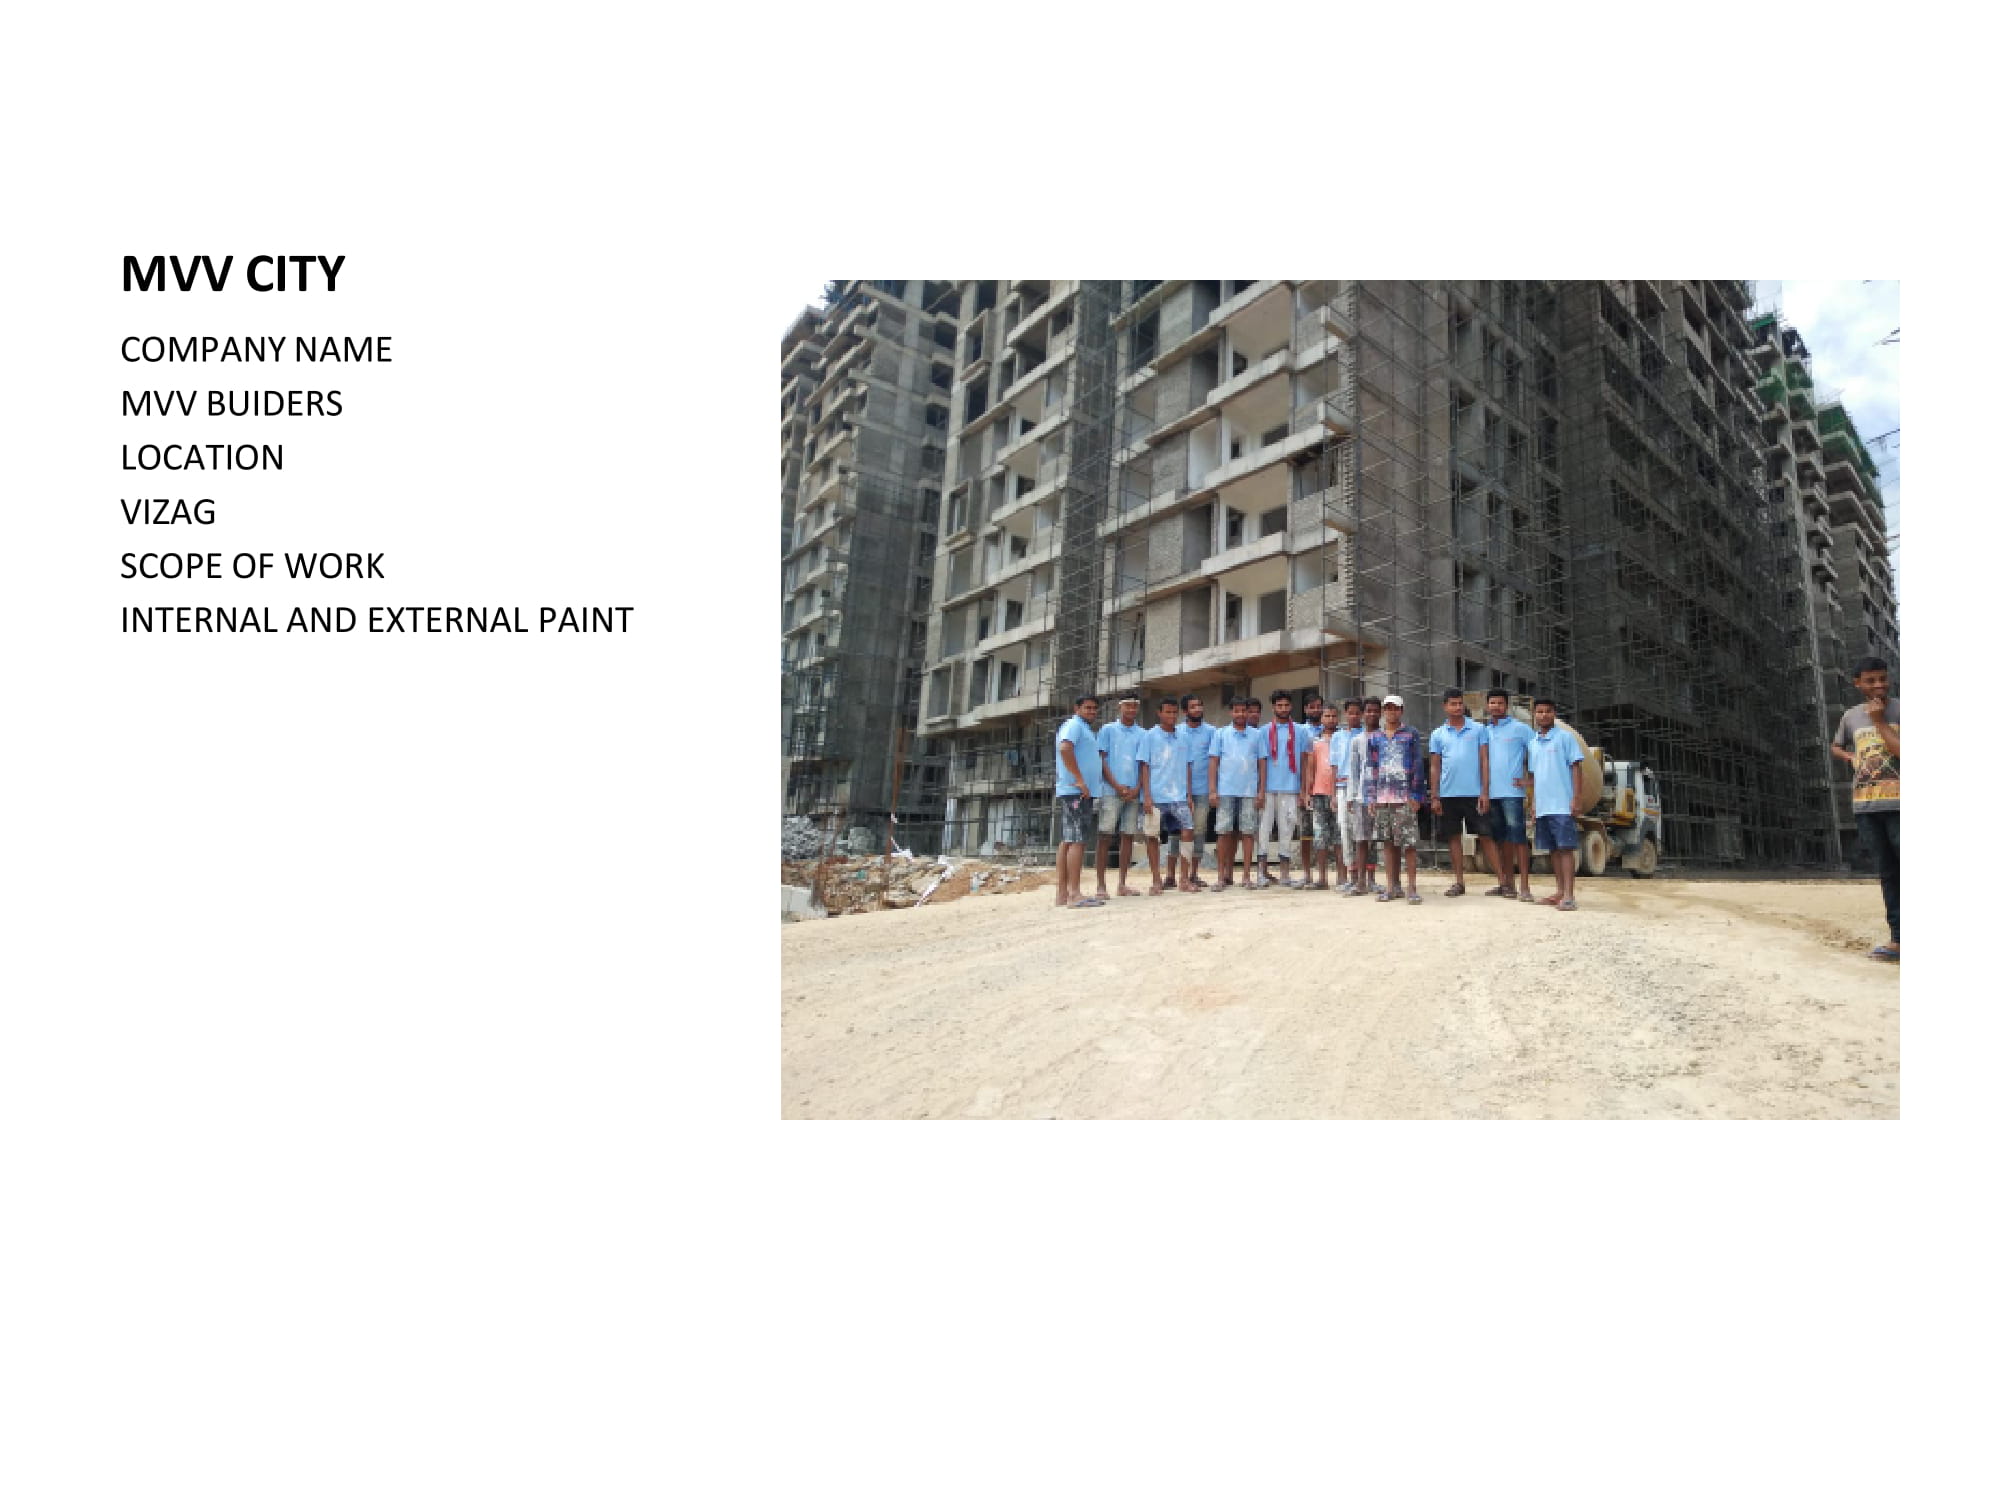 MVV CITY
COMPANY NAME
MVV BUIDERS
LOCATION
VIZAG
SCOPE OF WORK
INTERNAL AND EXTERNAL PAINT